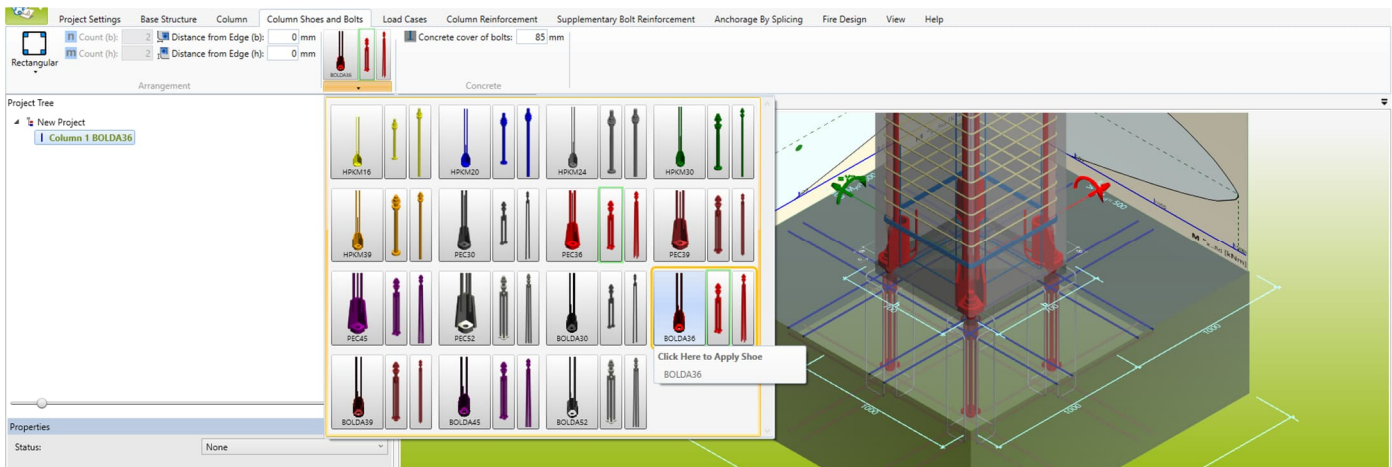 Project Settings Base Structure Column Column Shoes and Bolts Load Cases Column Reinforcement Supplementary Bolt Reinforcement Anchorage By Splicing Fire Design View Help
Rectangular
Count (b): 2 Distance from Edge (b): 0 mm
Count (h): 2 Distance from Edge (h): 0 mm
Arrangement
BOLDA36
Concrete cover of bolts: 85 mm
Concrete
Project Tree
New Project
Column 1 BOLDA36
HPKM16 HPKM20 HPKM24 HPKM30
HPKM39 PEC30 PEC36 PEC39
PEC45 PEC52 BOLDA30 BOLDA36
BOLDA39 BOLDA45 BOLDA52
Click Here to Apply Shoe
BOLDA36
Properties
Status: None
700
700
1000
1000
1000